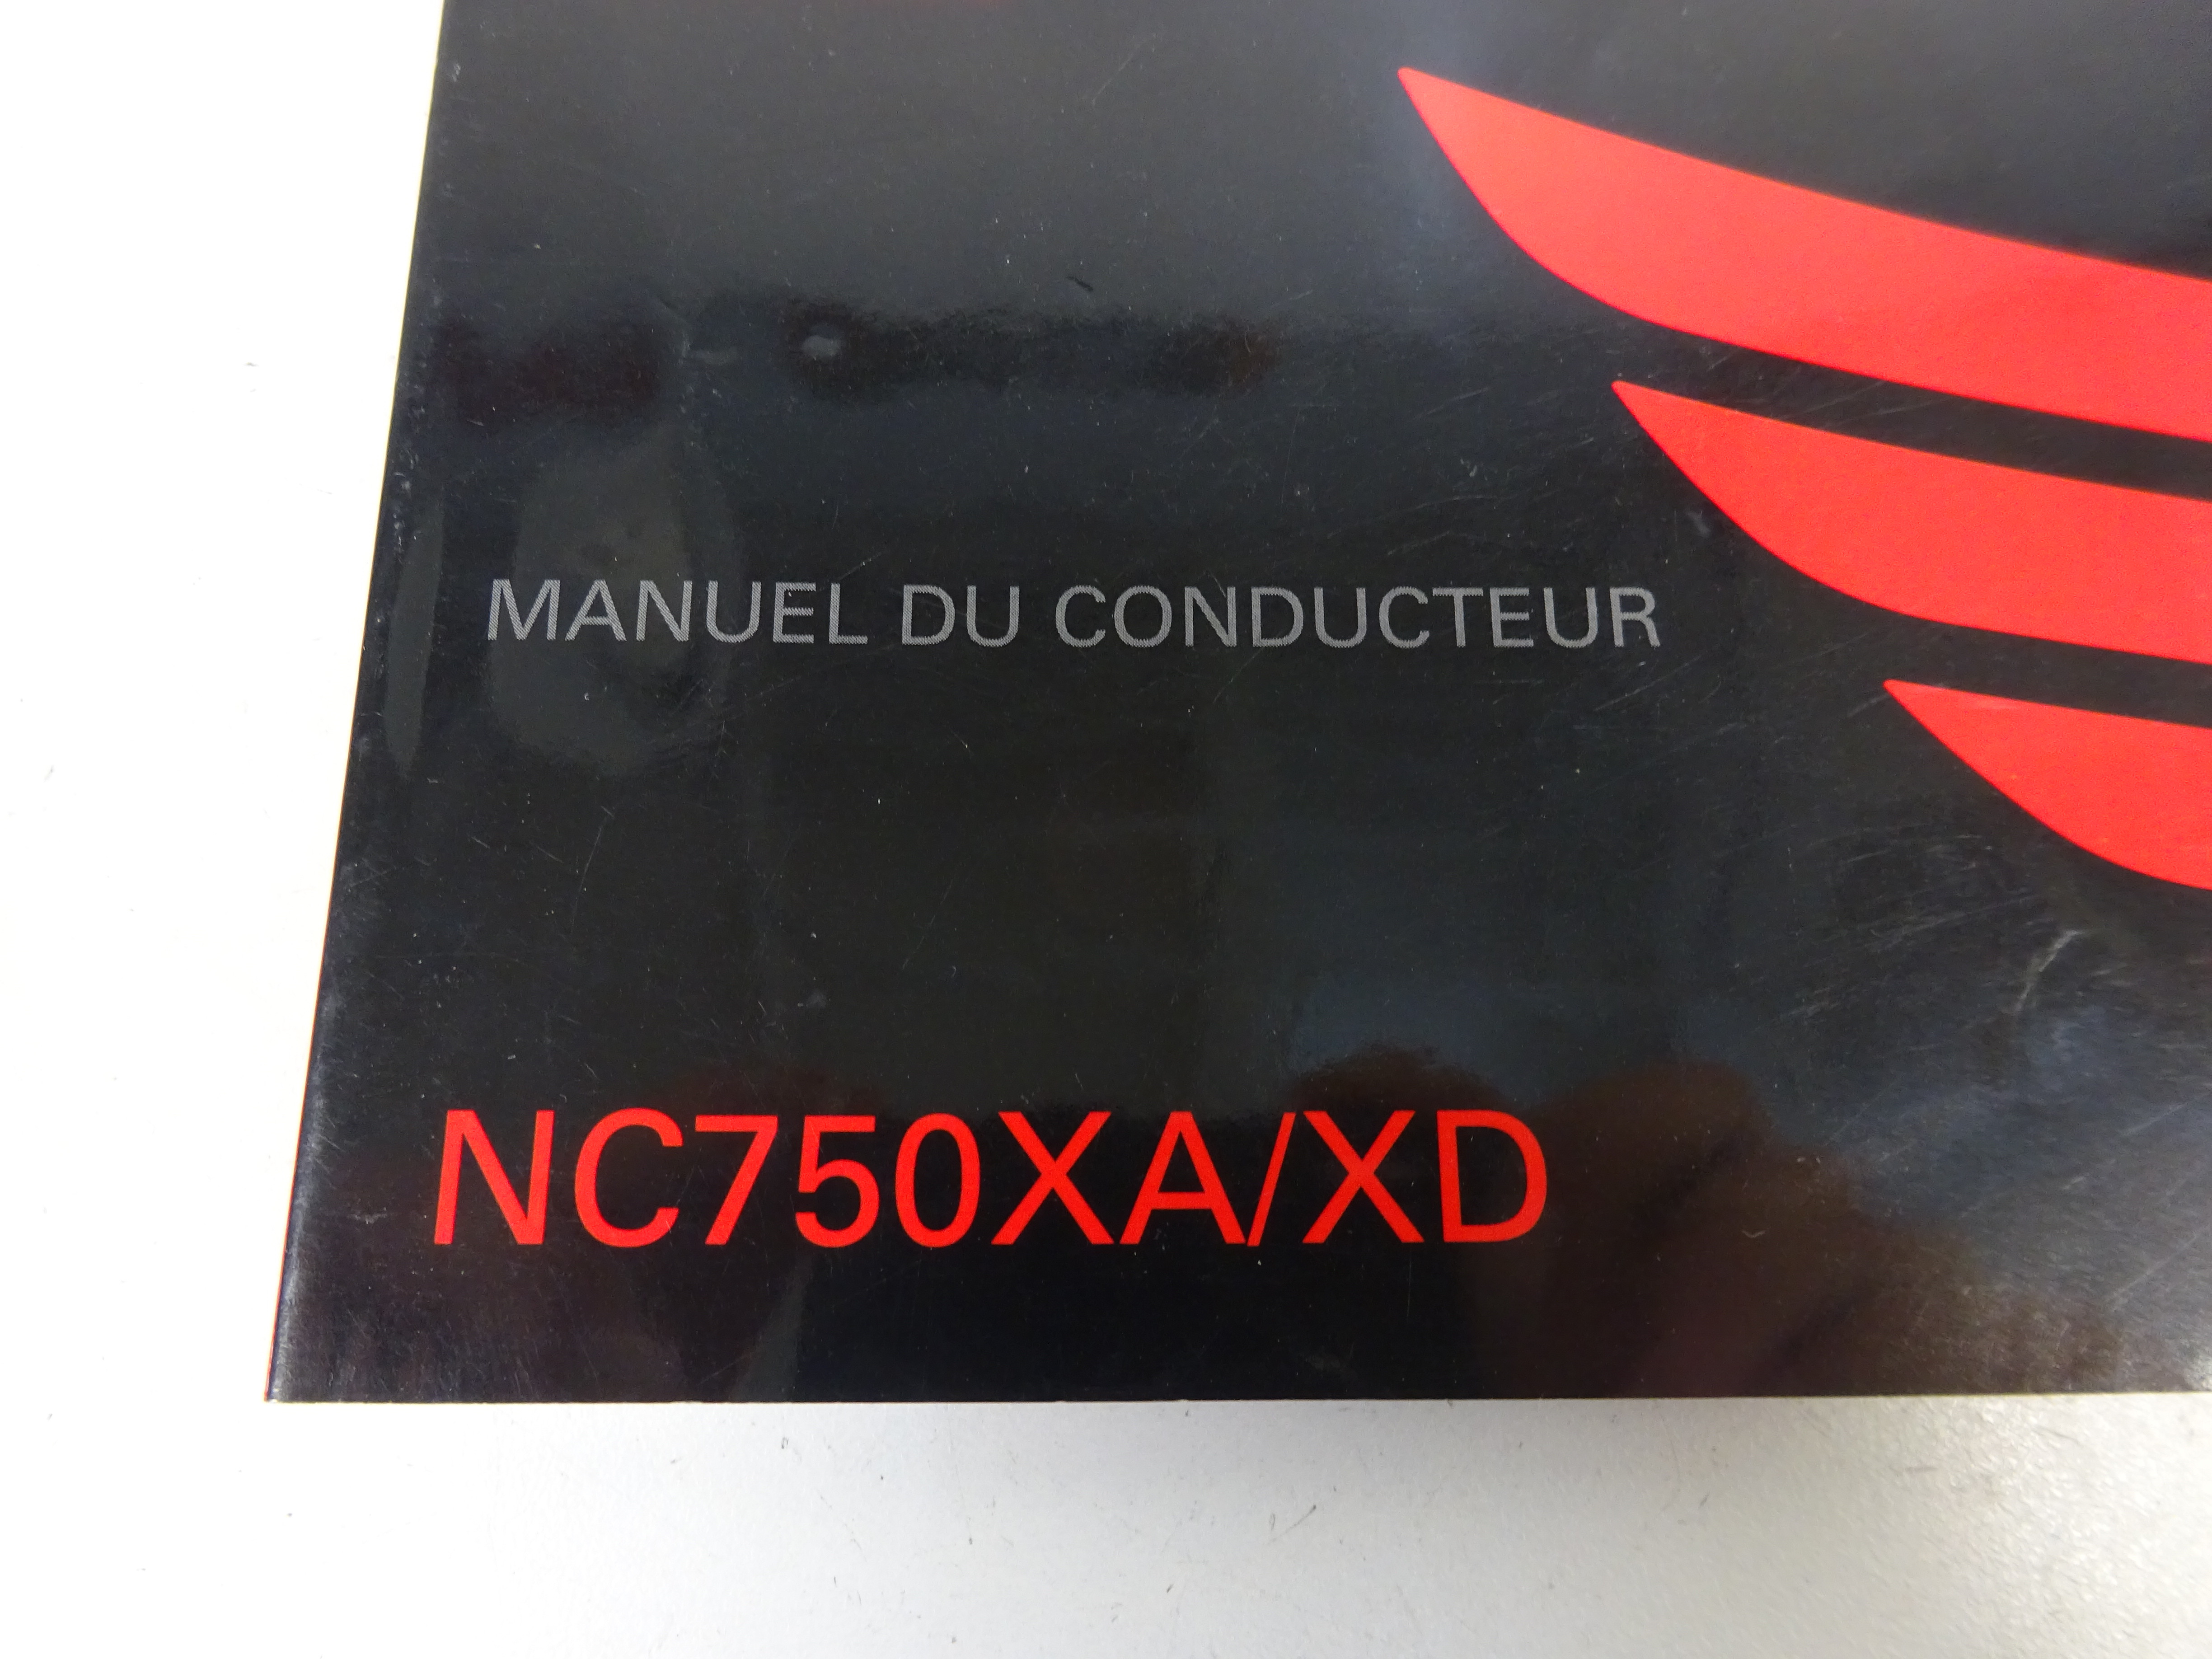 MANUEL DU CONDUCTEUR
NC750XA/XD